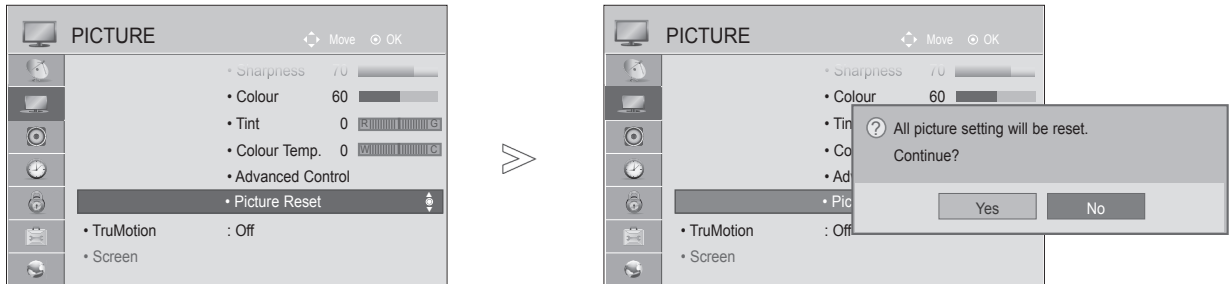 PICTURE
Move OK
• Sharpness 70
• Colour 60
• Tint 0 R G
• Colour Temp. 0 W C
• Advanced Control
• Picture Reset
• TruMotion : Off
• Screen
PICTURE
Move OK
• Sharpness 70
• Colour 60
• Tin
• Co
• Ad
• Pic
• TruMotion : Off
• Screen
? All picture setting will be reset.
Continue?
Yes No